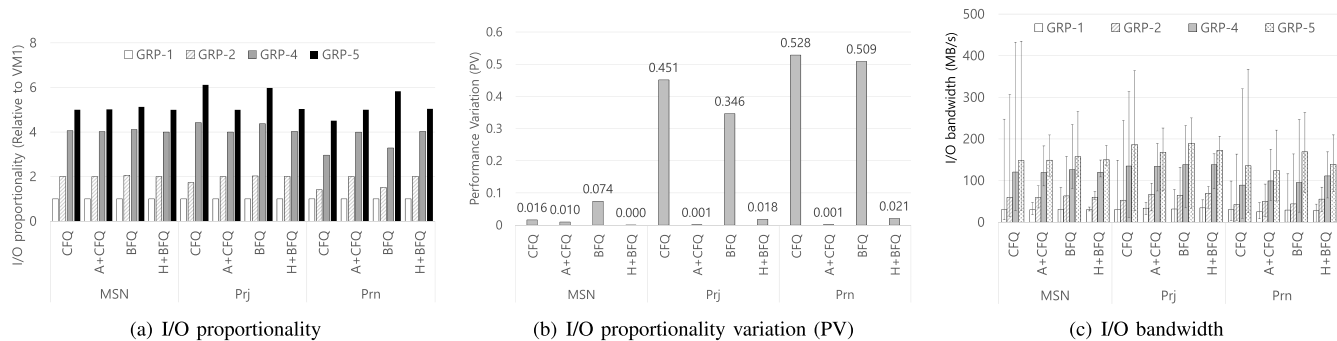 I/O proportionality (Relative to VM1)
8
6
4
2
0
GRP-1 GRP-2 GRP-4 GRP-5
CFQ A+CFQ BFQ H+BFQ CFQ A+CFQ BFQ H+BFQ CFQ A+CFQ BFQ H+BFQ
MSN Prj Prn
(a) I/O proportionality
Performance Variation (PV)
0.6
0.5
0.4
0.3
0.2
0.1
0
0.016 0.010 0.074 0.000 0.451 0.001 0.346 0.018 0.528 0.001 0.509 0.021
CFQ A+CFQ BFQ H+BFQ CFQ A+CFQ BFQ H+BFQ CFQ A+CFQ BFQ H+BFQ
MSN Prj Prn
(b) I/O proportionality variation (PV)
I/O bandwidth (MB/s)
500
400
300
200
100
0
GRP-1 GRP-2 GRP-4 GRP-5
CFQ A+CFQ BFQ H+BFQ CFQ A+CFQ BFQ H+BFQ CFQ A+CFQ BFQ H+BFQ
MSN Prj Prn
(c) I/O bandwidth